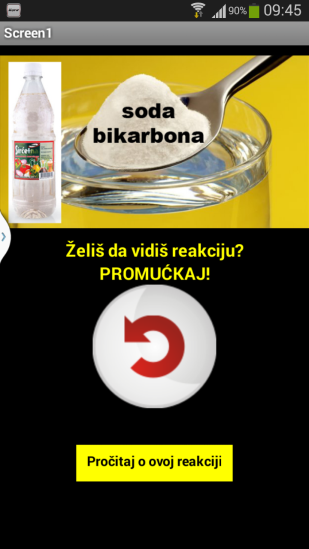 90% 09:45
Screen1
soda
bikarbona
Želiš da vidiš reakciju?
PROMUĆKAJ!
Pročitaj o ovoj reakciji